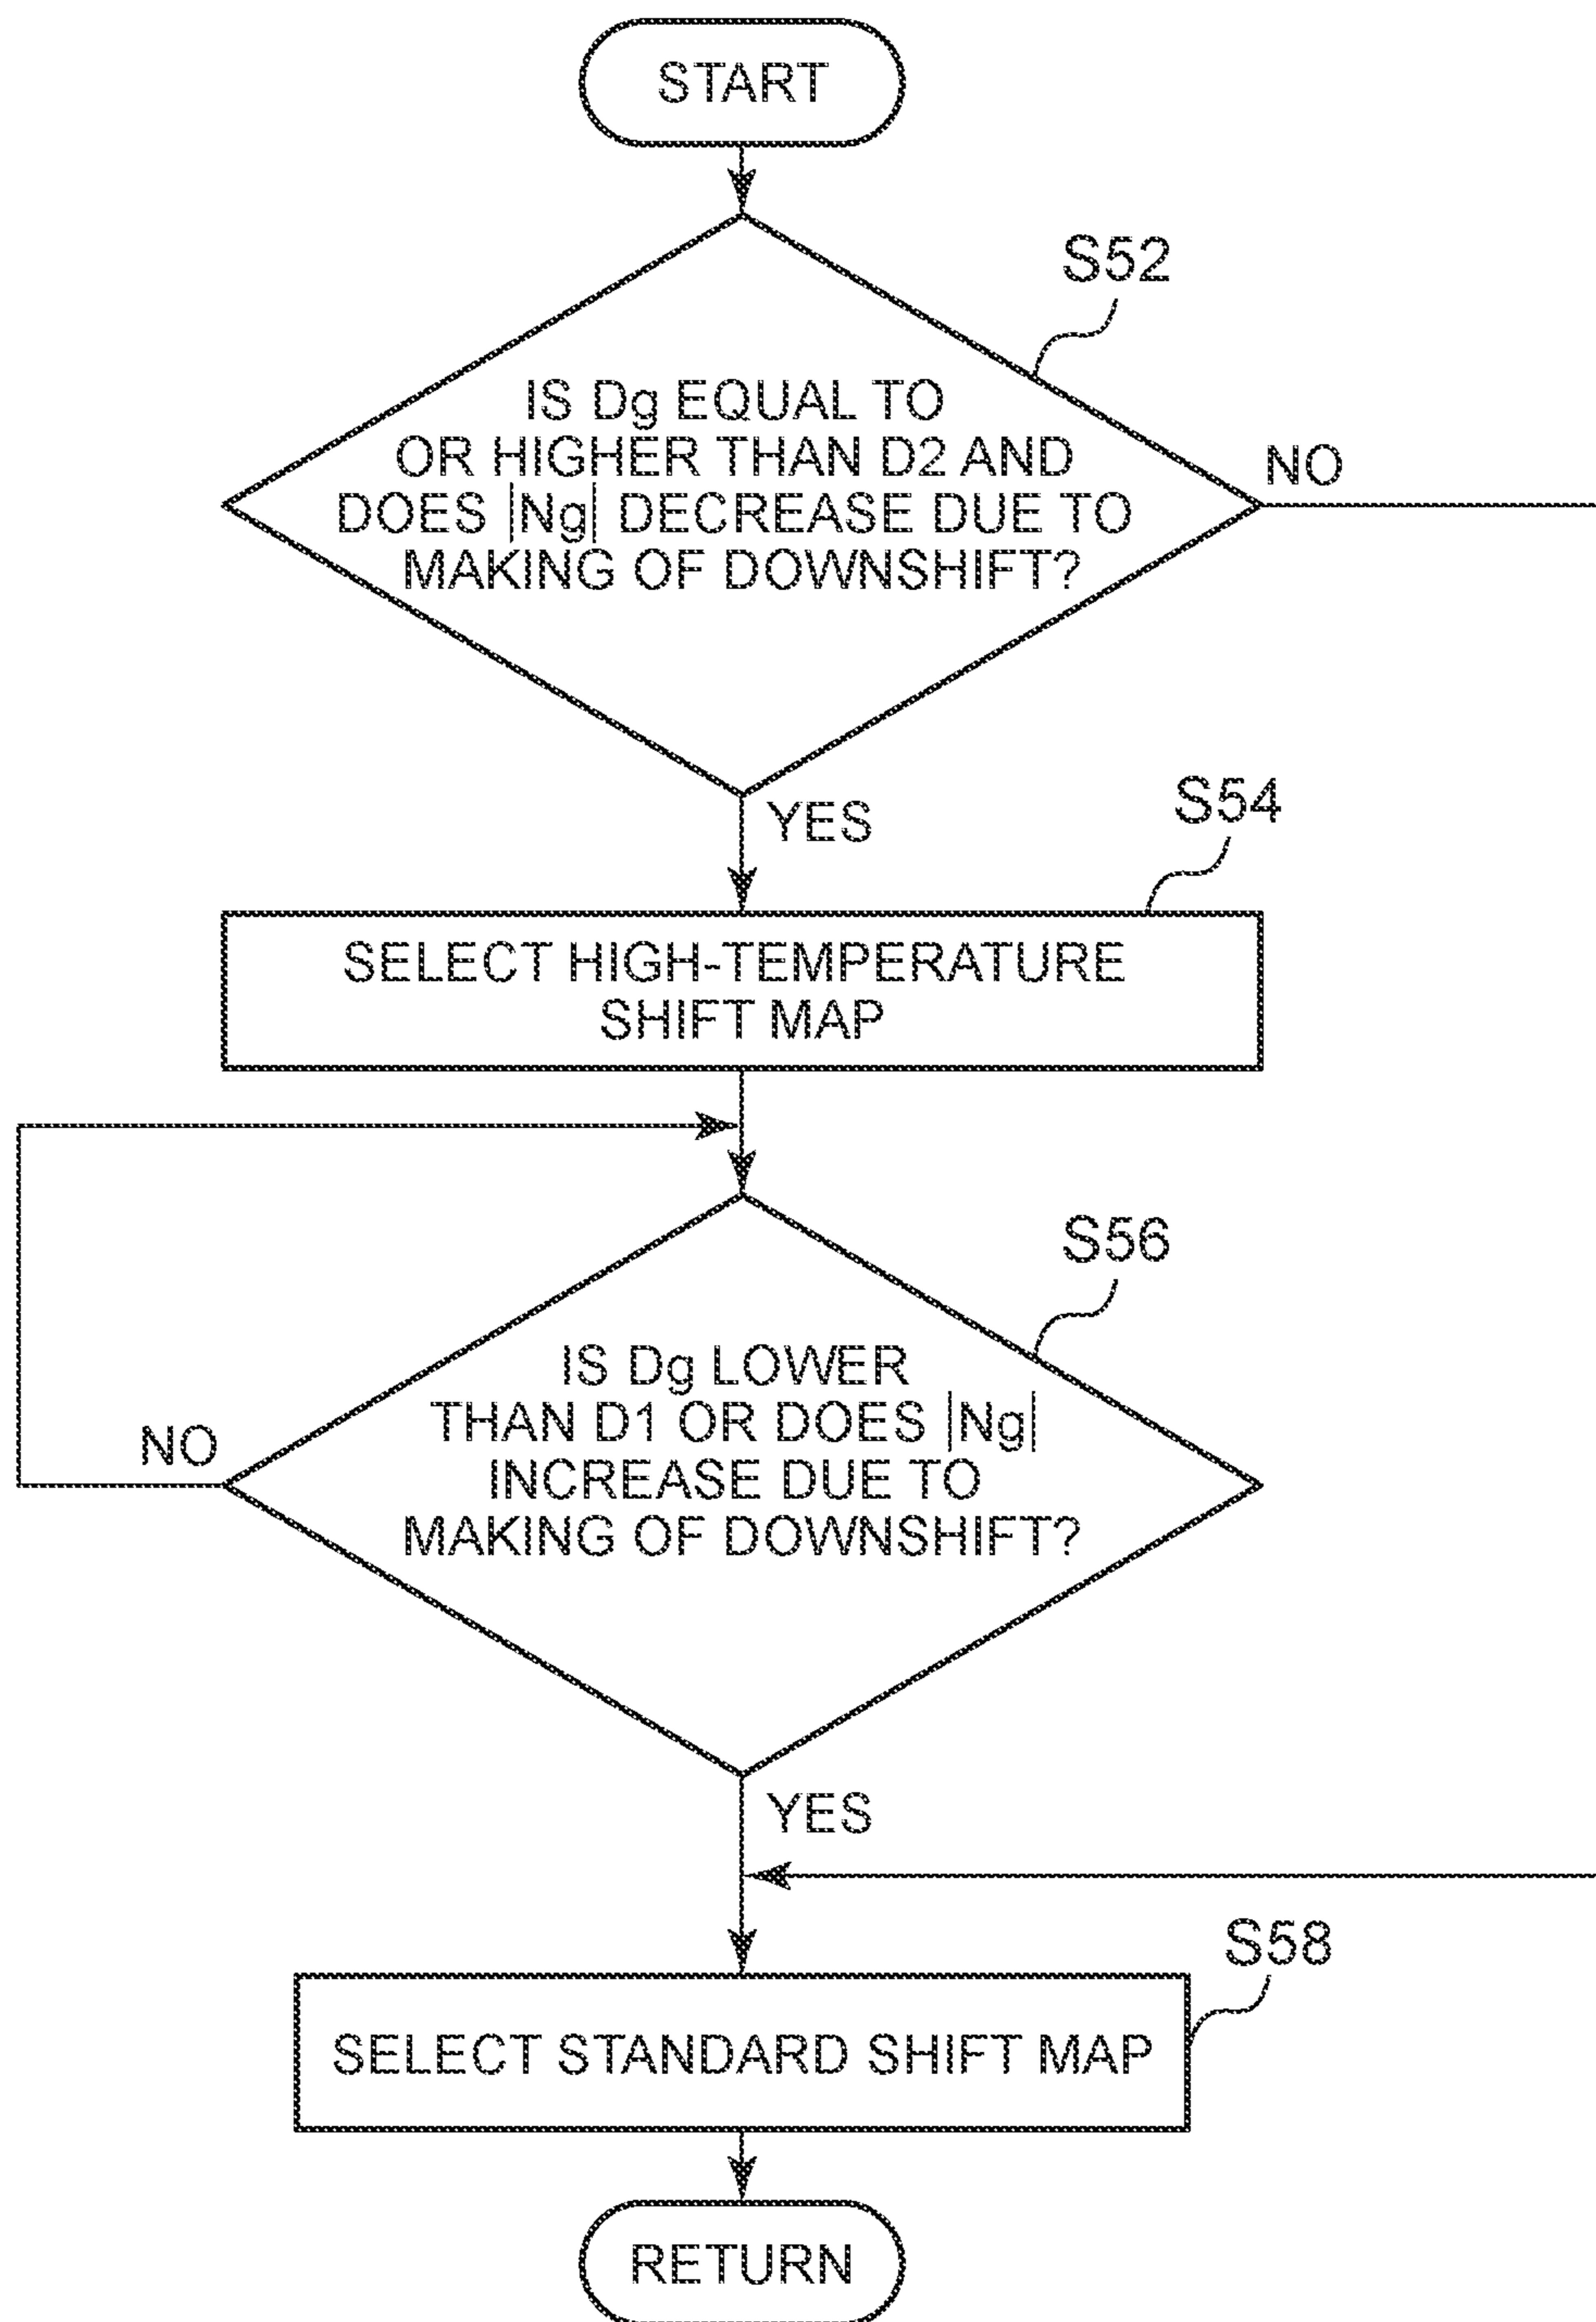 START
S52
IS Dg EQUAL TO
OR HIGHER THAN D2 AND
DOES |Ng| DECREASE DUE TO
MAKING OF DOWNSHIFT?
NO
YES
S54
SELECT HIGH-TEMPERATURE
SHIFT MAP
S56
IS Dg LOWER
THAN D1 OR DOES |Ng|
INCREASE DUE TO
MAKING OF DOWNSHIFT?
NO
YES
S58
SELECT STANDARD SHIFT MAP
RETURN